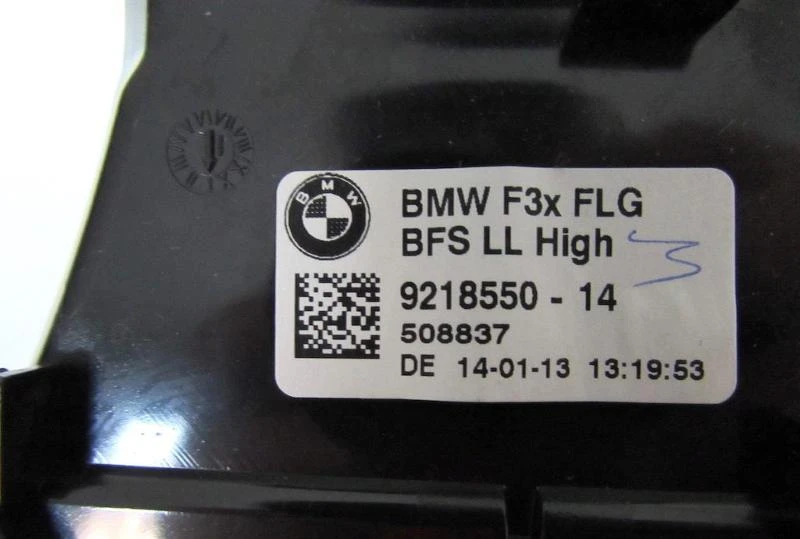 BMW
BMW F3x FLG
BFS LL High
9218550 - 14
508837
DE 14-01-13 13:19:53